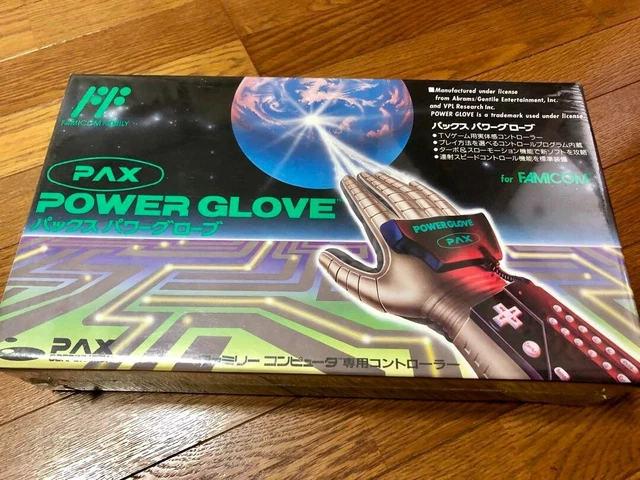 FAMICOM FAMILY
PAX
POWER GLOVE™
パックス パワーグローブ
■Manufactured under license
from Abrams/Gentile Entertainment, Inc.
and VPL Research Inc.
POWER GLOVE is a trademark used under license.
パックス パワーグローブ
●TVゲーム用実体感コントローラー
●プレイ方法を選べるコントロールプログラム内蔵
●ターボ&スローモーション機能で新ソフトを攻略
●連射スピードコントロール機能を標準装備
for FAMICOM
POWER GLOVE
PAX
PAX
ファミリー コンピュータ™専用コントローラー